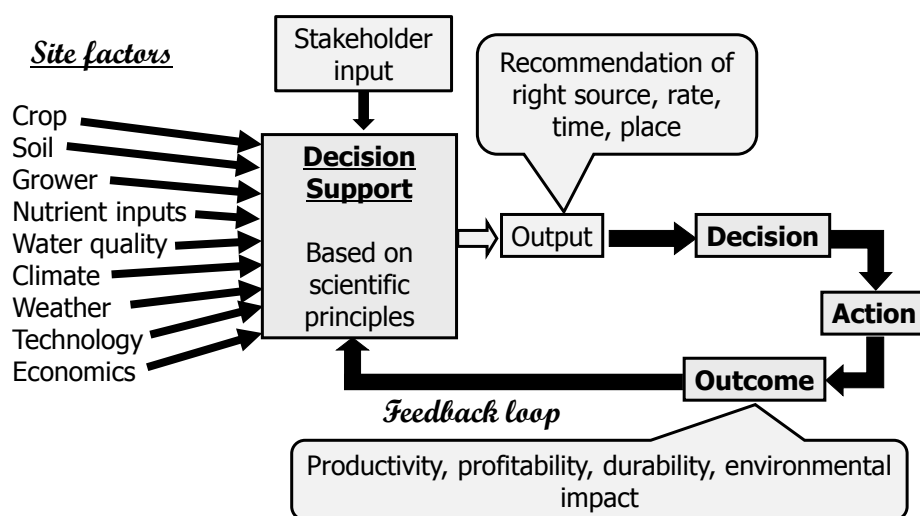 Site factors
Stakeholder
input
Recommendation of
right source, rate,
time, place
Crop
Soil
Grower
Nutrient inputs
Water quality
Climate
Weather
Technology
Economics
Decision
Support
Based on
scientific
principles
Output
Decision
Action
Outcome
Feedback loop
Productivity, profitability, durability, environmental
impact